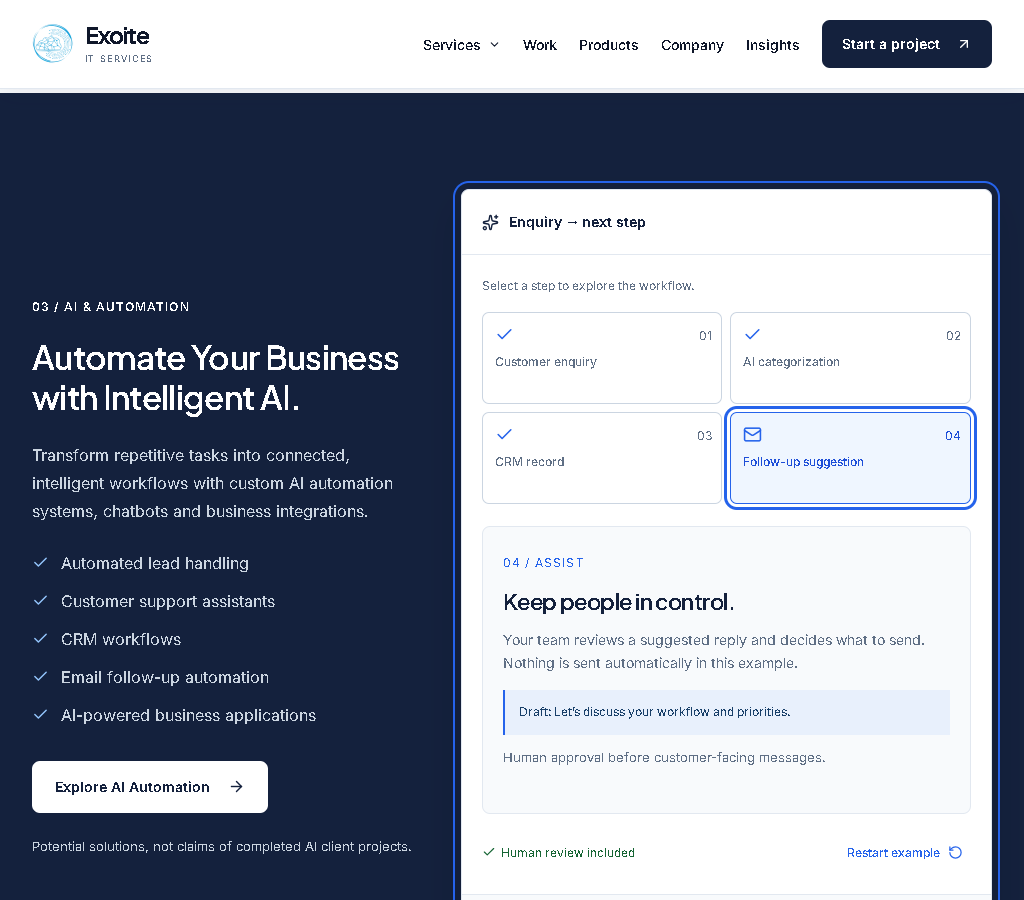 Exoite
IT SERVICES
Services
Work
Products
Company
Insights
Start a project
03 / AI & AUTOMATION
Automate Your Business
with Intelligent AI.
Transform repetitive tasks into connected,
intelligent workflows with custom AI automation
systems, chatbots and business integrations.
Automated lead handling
Customer support assistants
CRM workflows
Email follow-up automation
AI-powered business applications
Explore AI Automation
Potential solutions, not claims of completed AI client projects.
Enquiry → next step
Select a step to explore the workflow.
01
Customer enquiry
02
AI categorization
03
CRM record
04
Follow-up suggestion
04 / ASSIST
Keep people in control.
Your team reviews a suggested reply and decides what to send.
Nothing is sent automatically in this example.
Draft: Let's discuss your workflow and priorities.
Human approval before customer-facing messages.
Human review included
Restart example